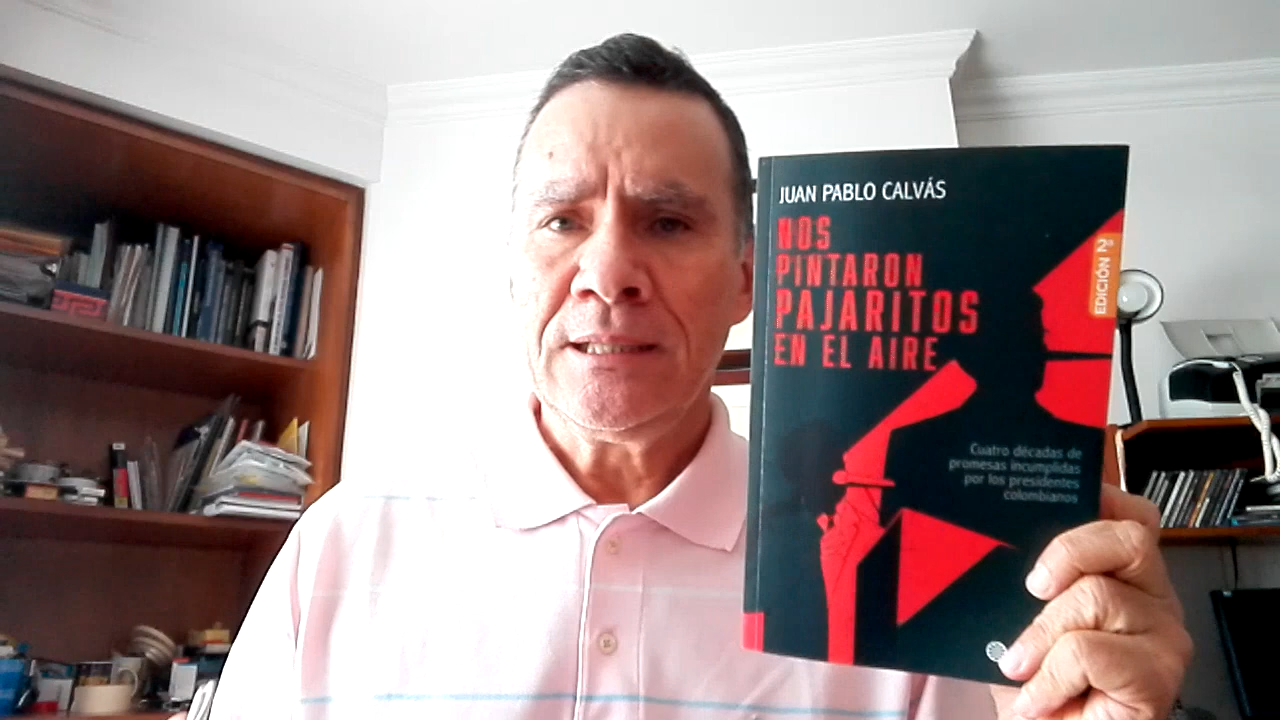 JUAN PABLO CALVÁS
NOS
PINTARON
PAJARITOS
EN EL AIRE
EDICIÓN 2ª
Cuatro décadas de
promesas incumplidas
por los presidentes
colombianos